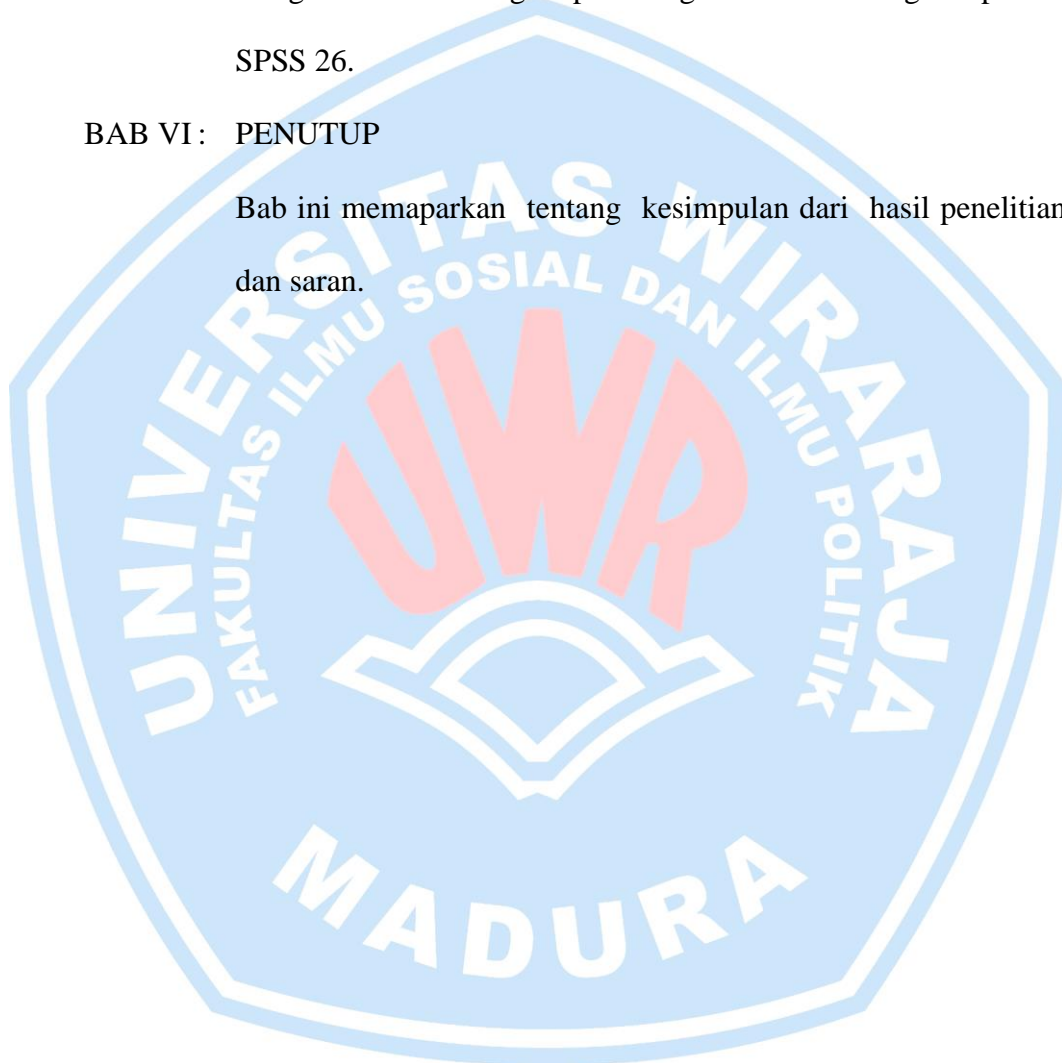 SPSS 26.
BAB VI : PENUTUP
Bab ini memaparkan tentang kesimpulan dari hasil penelitian
dan saran.
UNIVERSITAS WIRARAJA
FAKULTAS ILMU SOSIAL DAN ILMU POLITIK
UWR
MADURA